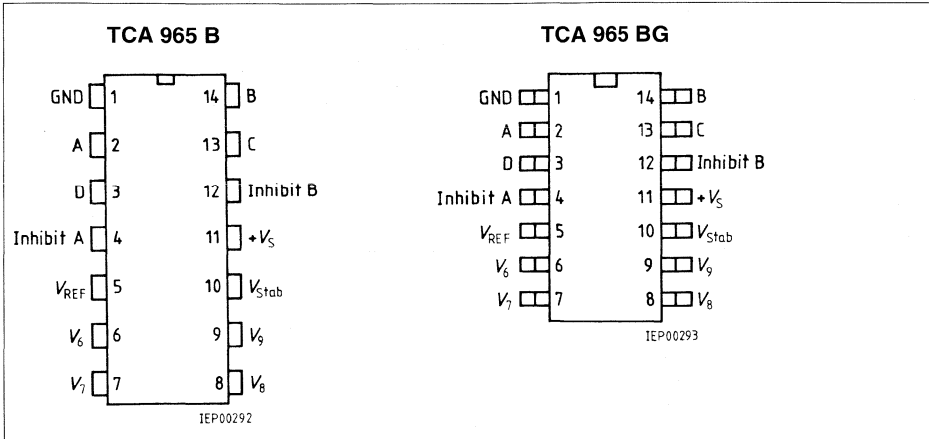 TCA 965 B
GND 1 14 B
A 2 13 C
D 3 12 Inhibit B
Inhibit A 4 11 +VS
VREF 5 10 VStab
V6 6 9 V9
V7 7 8 V8
IEP00292
TCA 965 BG
GND 1 14 B
A 2 13 C
D 3 12 Inhibit B
Inhibit A 4 11 +VS
VREF 5 10 VStab
V6 6 9 V9
V7 7 8 V8
IEP00293